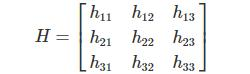 H = [ h₁₁ h₁₂ h₁₃
h₂₁ h₂₂ h₂₃
h₃₁ h₃₂ h₃₃ ]